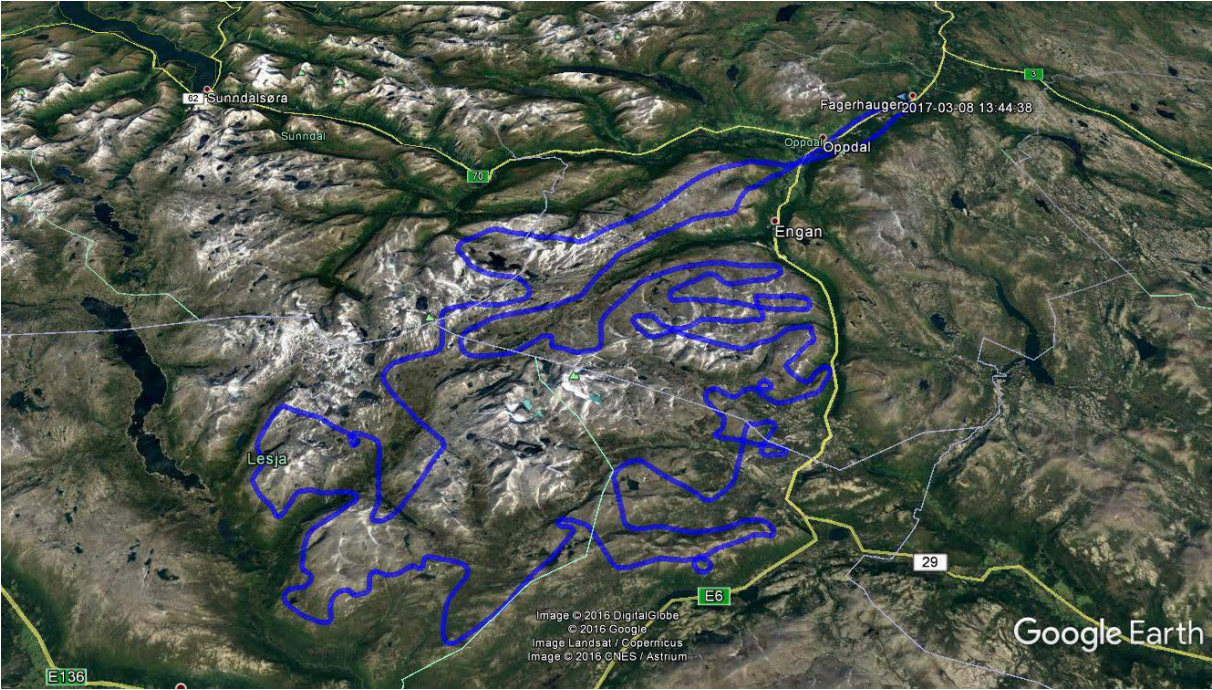 3
62
Sunndalsøra
Fagerhaugen
2017-03-08 13:44:38
Sunndal
Oppdal
Oppdal
70
Engan
Lesja
29
E6
Image © 2016 DigitalGlobe
© 2016 Google
Image Landsat / Copernicus
Image © 2016 CNES / Astrium
Google Earth
E136